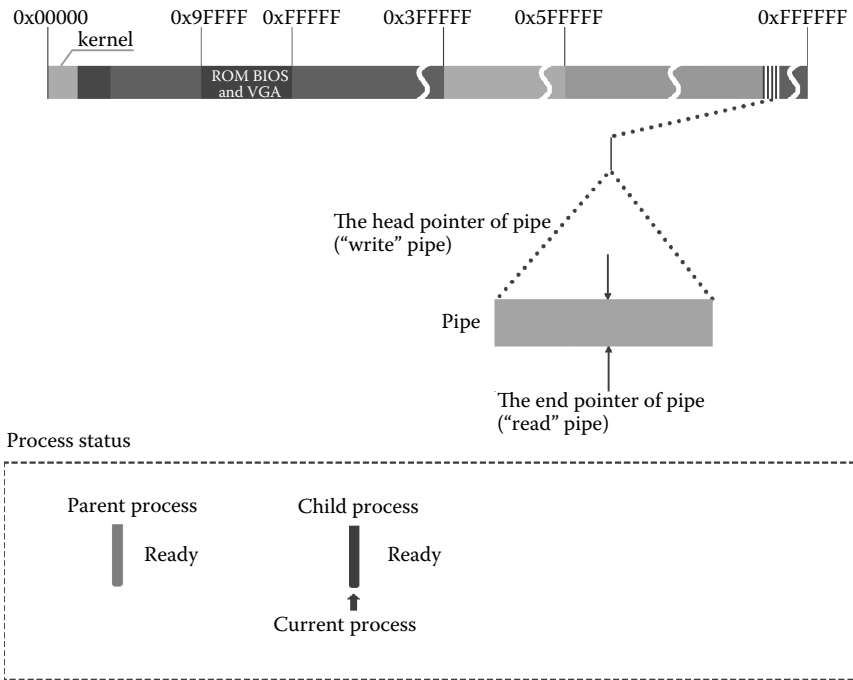 0x00000 0x9FFFF 0xFFFFF 0x3FFFFF 0x5FFFFF 0xFFFFFF
kernel
ROM BIOS
and VGA
The head pointer of pipe
(“write” pipe)
Pipe
The end pointer of pipe
(“read” pipe)
Process status
Parent process Child process
Ready Ready
Current process